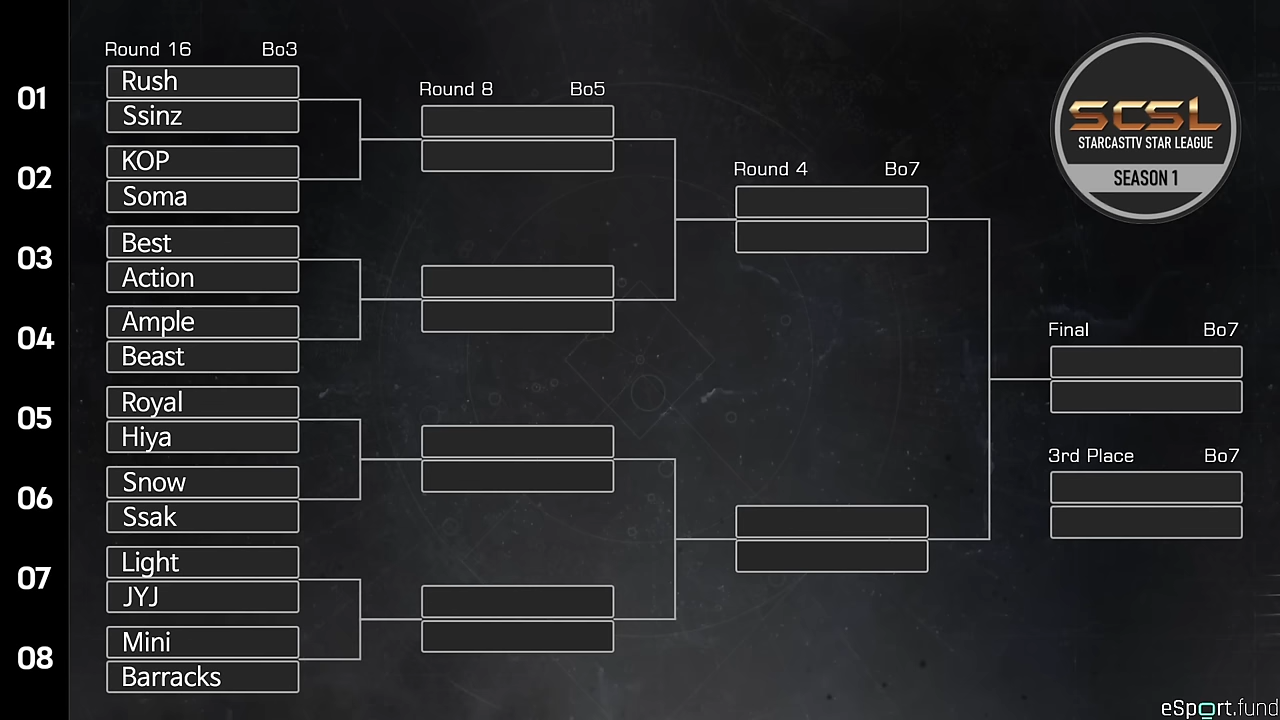 Round 16 Bo3
01
Rush
Ssinz
02
KOP
Soma
03
Best
Action
04
Ample
Beast
05
Royal
Hiya
06
Snow
Ssak
07
Light
JYJ
08
Mini
Barracks
Round 8 Bo5
Round 4 Bo7
Final Bo7
3rd Place Bo7
SCSL
STARCASTTV STAR LEAGUE
SEASON 1
eSport.fund